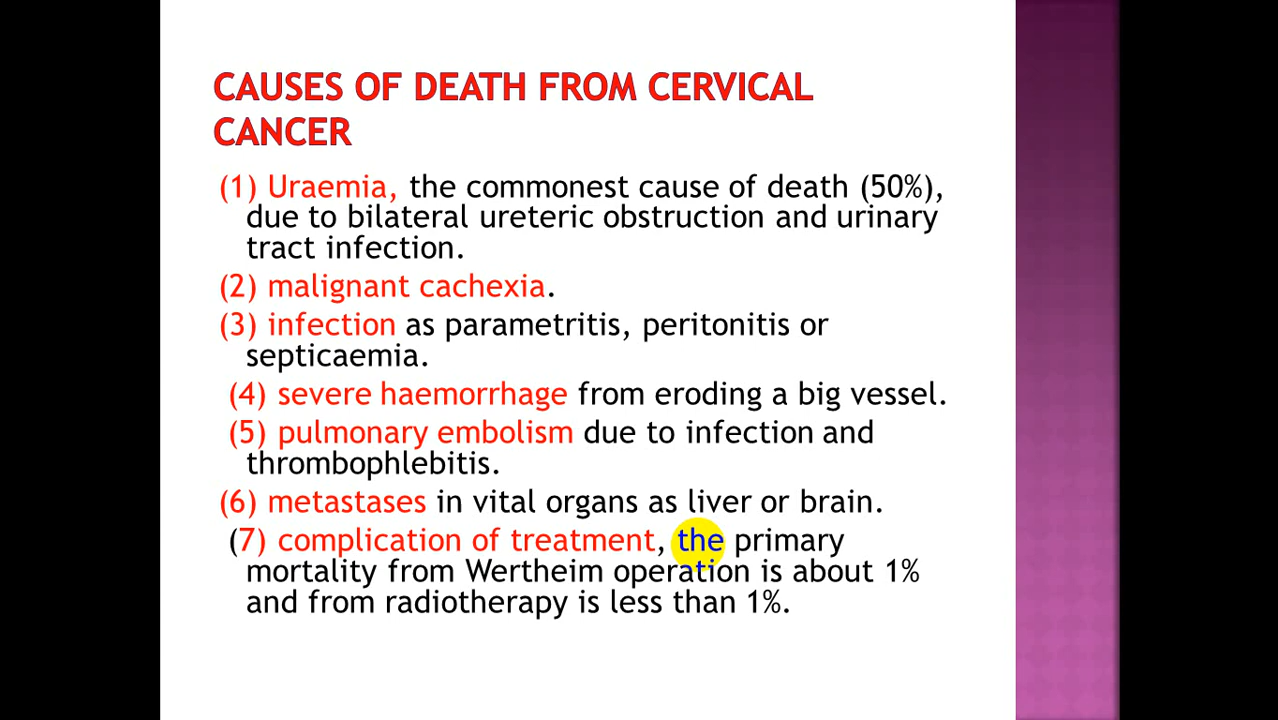 CAUSES OF DEATH FROM CERVICAL
CANCER
(1) Uraemia, the commonest cause of death (50%),
due to bilateral ureteric obstruction and urinary
tract infection.
(2) malignant cachexia.
(3) infection as parametritis, peritonitis or
septicaemia.
(4) severe haemorrhage from eroding a big vessel.
(5) pulmonary embolism due to infection and
thrombophlebitis.
(6) metastases in vital organs as liver or brain.
(7) complication of treatment, the primary
mortality from Wertheim operation is about 1%
and from radiotherapy is less than 1%.